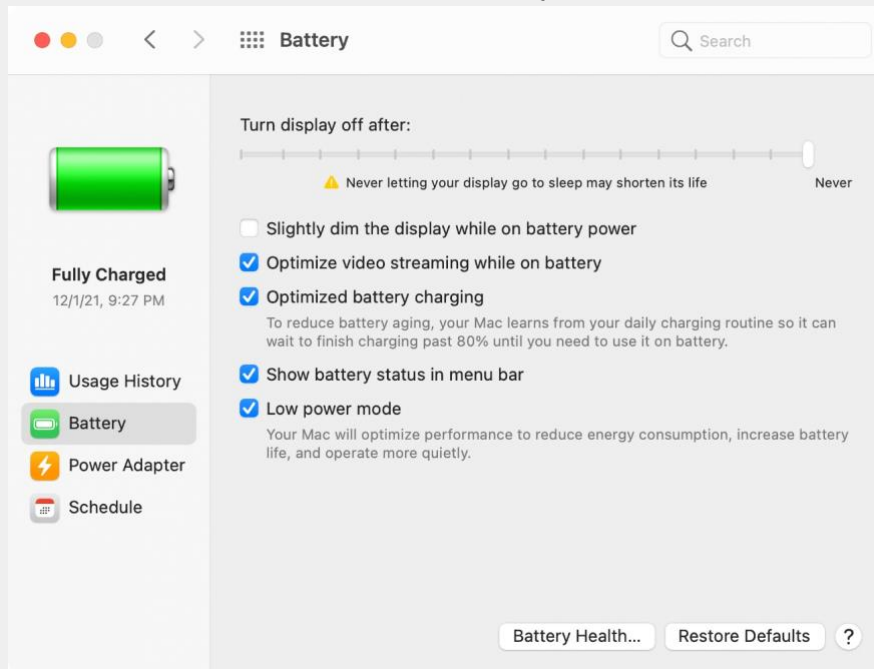 Battery
Search
Fully Charged
12/1/21, 9:27 PM
Usage History
Battery
Power Adapter
Schedule
Turn display off after:
Never letting your display go to sleep may shorten its life
Never
Slightly dim the display while on battery power
Optimize video streaming while on battery
Optimized battery charging
To reduce battery aging, your Mac learns from your daily charging routine so it can
wait to finish charging past 80% until you need to use it on battery.
Show battery status in menu bar
Low power mode
Your Mac will optimize performance to reduce energy consumption, increase battery
life, and operate more quietly.
Battery Health...
Restore Defaults
?